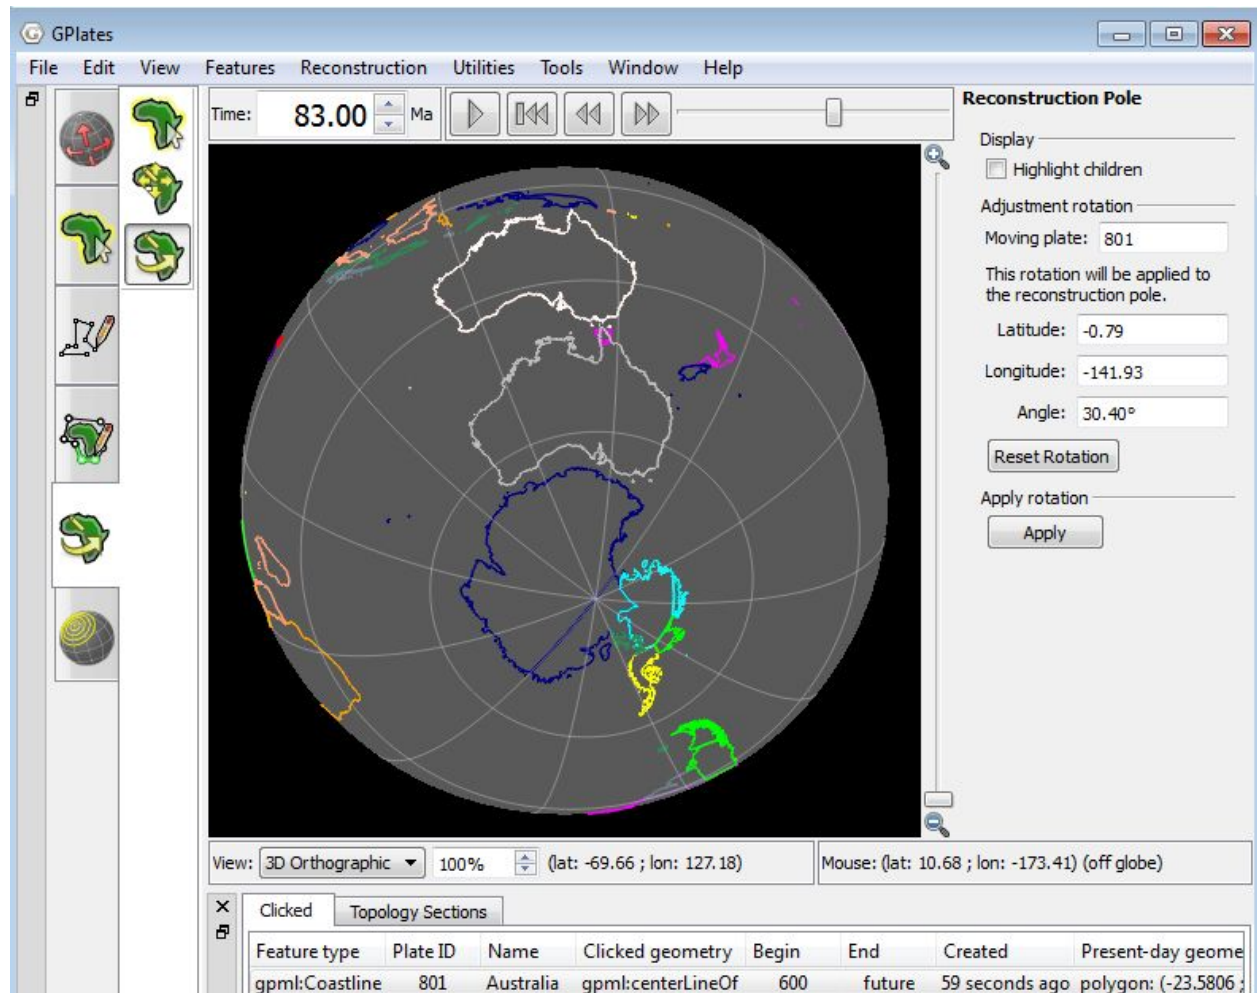 GPlates
File Edit View Features Reconstruction Utilities Tools Window Help
Time: 83.00 Ma
Reconstruction Pole
Display
Highlight children
Adjustment rotation
Moving plate: 801
This rotation will be applied to
the reconstruction pole.
Latitude: -0.79
Longitude: -141.93
Angle: 30.40°
Reset Rotation
Apply rotation
Apply
View: 3D Orthographic 100% (lat: -69.66 ; lon: 127.18) Mouse: (lat: 10.68 ; lon: -173.41) (off globe)
Clicked Topology Sections
Feature type Plate ID Name Clicked geometry Begin End Created Present-day geome
gpml:Coastline 801 Australia gpml:centerLineOf 600 future 59 seconds ago polygon: (-23.5806 ;